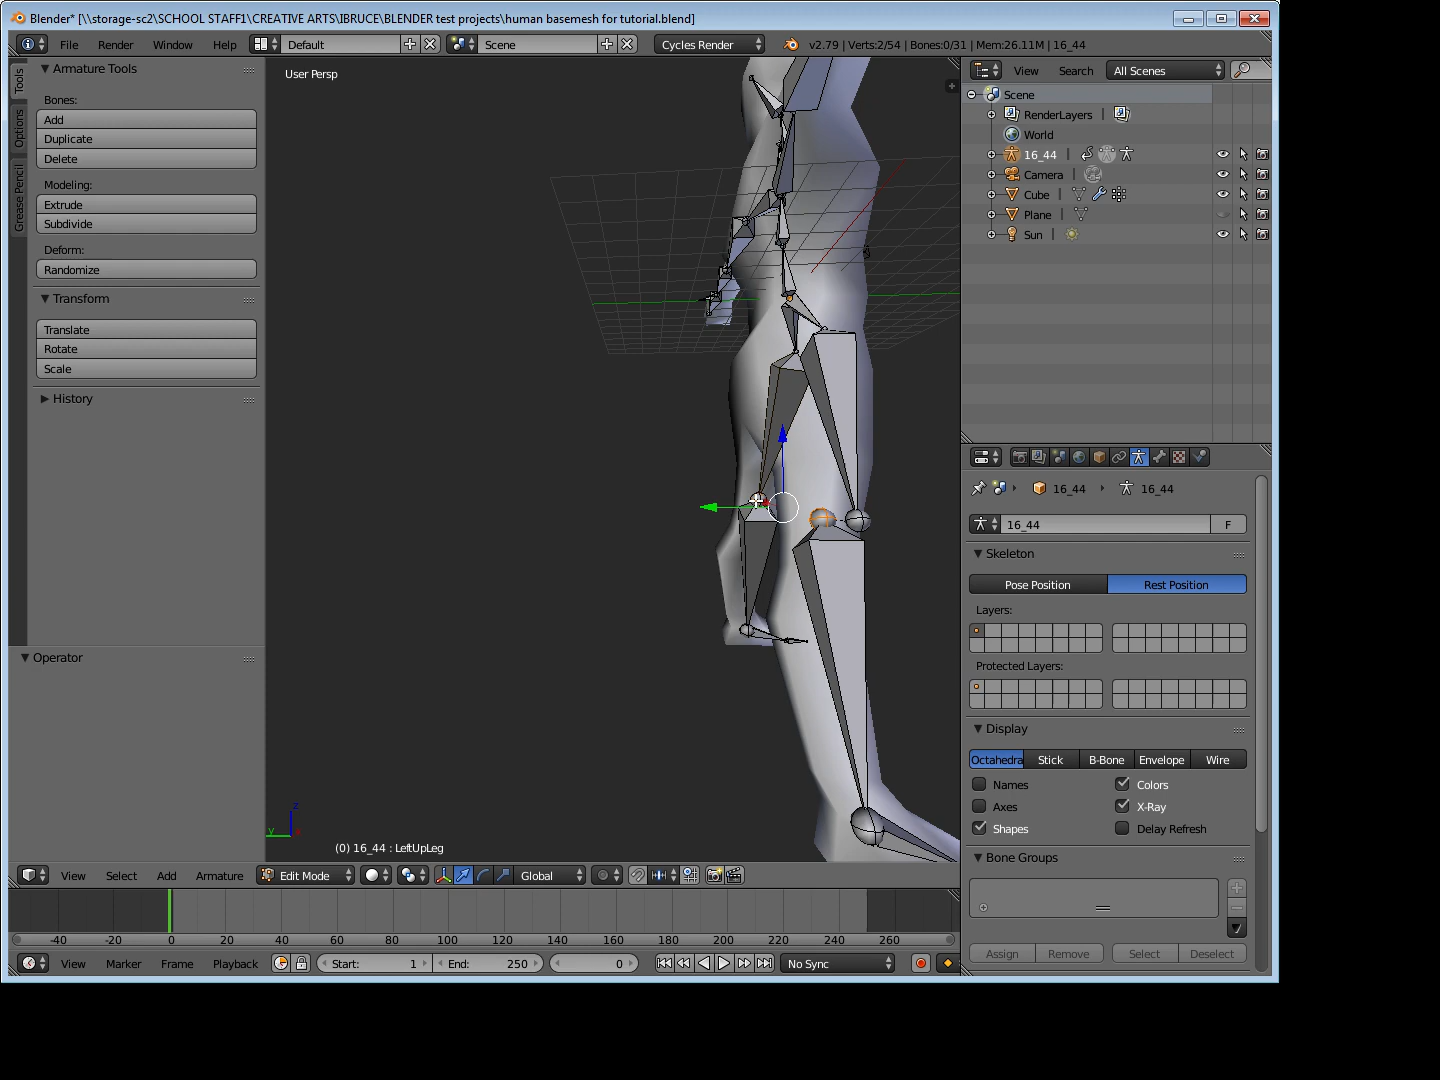 Blender* [\\storage-sc2\SCHOOL STAFF1\CREATIVE ARTS\IBRUCE\BLENDER test projects\human basemesh for tutorial.blend]
File Render Window Help Default Scene Cycles Render v2.79 | Verts:2/54 | Bones:0/31 | Mem:26.11M | 16_44
Tools
Options
Grease Pencil
Armature Tools
Bones:
Add
Duplicate
Delete
Modeling:
Extrude
Subdivide
Deform:
Randomize
Transform
Translate
Rotate
Scale
History
Operator
User Persp
z
y
(0) 16_44 : LeftUpLeg
View Select Add Armature Edit Mode Global
-40 -20 0 20 40 60 80 100 120 140 160 180 200 220 240 260
View Marker Frame Playback Start: 1 End: 250 0 No Sync
View Search All Scenes
Scene
RenderLayers
World
16_44
Camera
Cube
Plane
Sun
16_44 16_44
16_44 F
Skeleton
Pose Position Rest Position
Layers:
Protected Layers:
Display
Octahedra Stick B-Bone Envelope Wire
Names Colors
Axes X-Ray
Shapes Delay Refresh
Bone Groups
Assign Remove Select Deselect